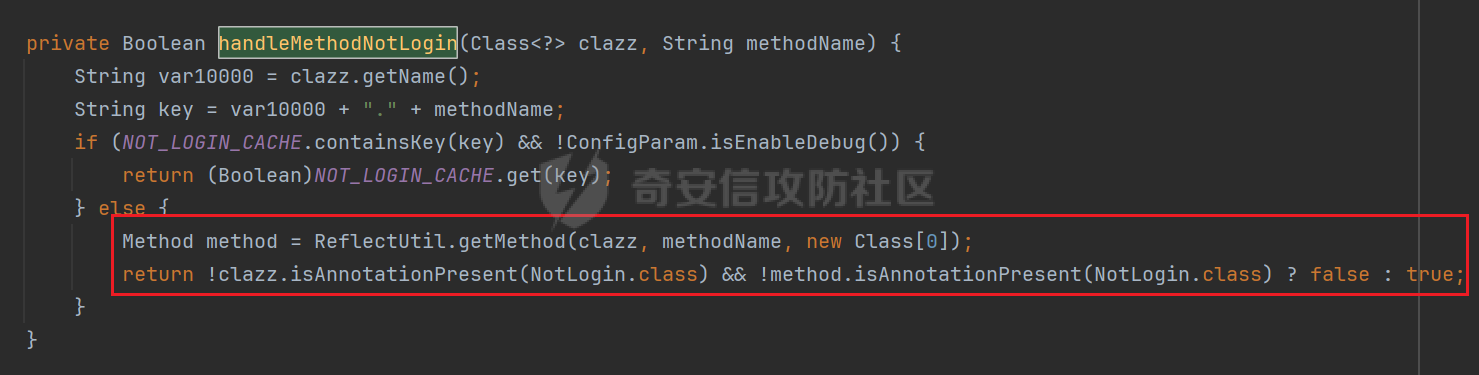 private Boolean handleMethodNotLogin(Class<?> clazz, String methodName) {
String var10000 = clazz.getName();
String key = var10000 + "." + methodName;
if (NOT_LOGIN_CACHE.containsKey(key) && !ConfigParam.isEnableDebug()) {
return (Boolean)NOT_LOGIN_CACHE.get(key);
} else {
Method method = ReflectUtil.getMethod(clazz, methodName, new Class[0]);
return !clazz.isAnnotationPresent(NotLogin.class) && !method.isAnnotationPresent(NotLogin.class) ? false : true;
}
}
奇安信攻防社区